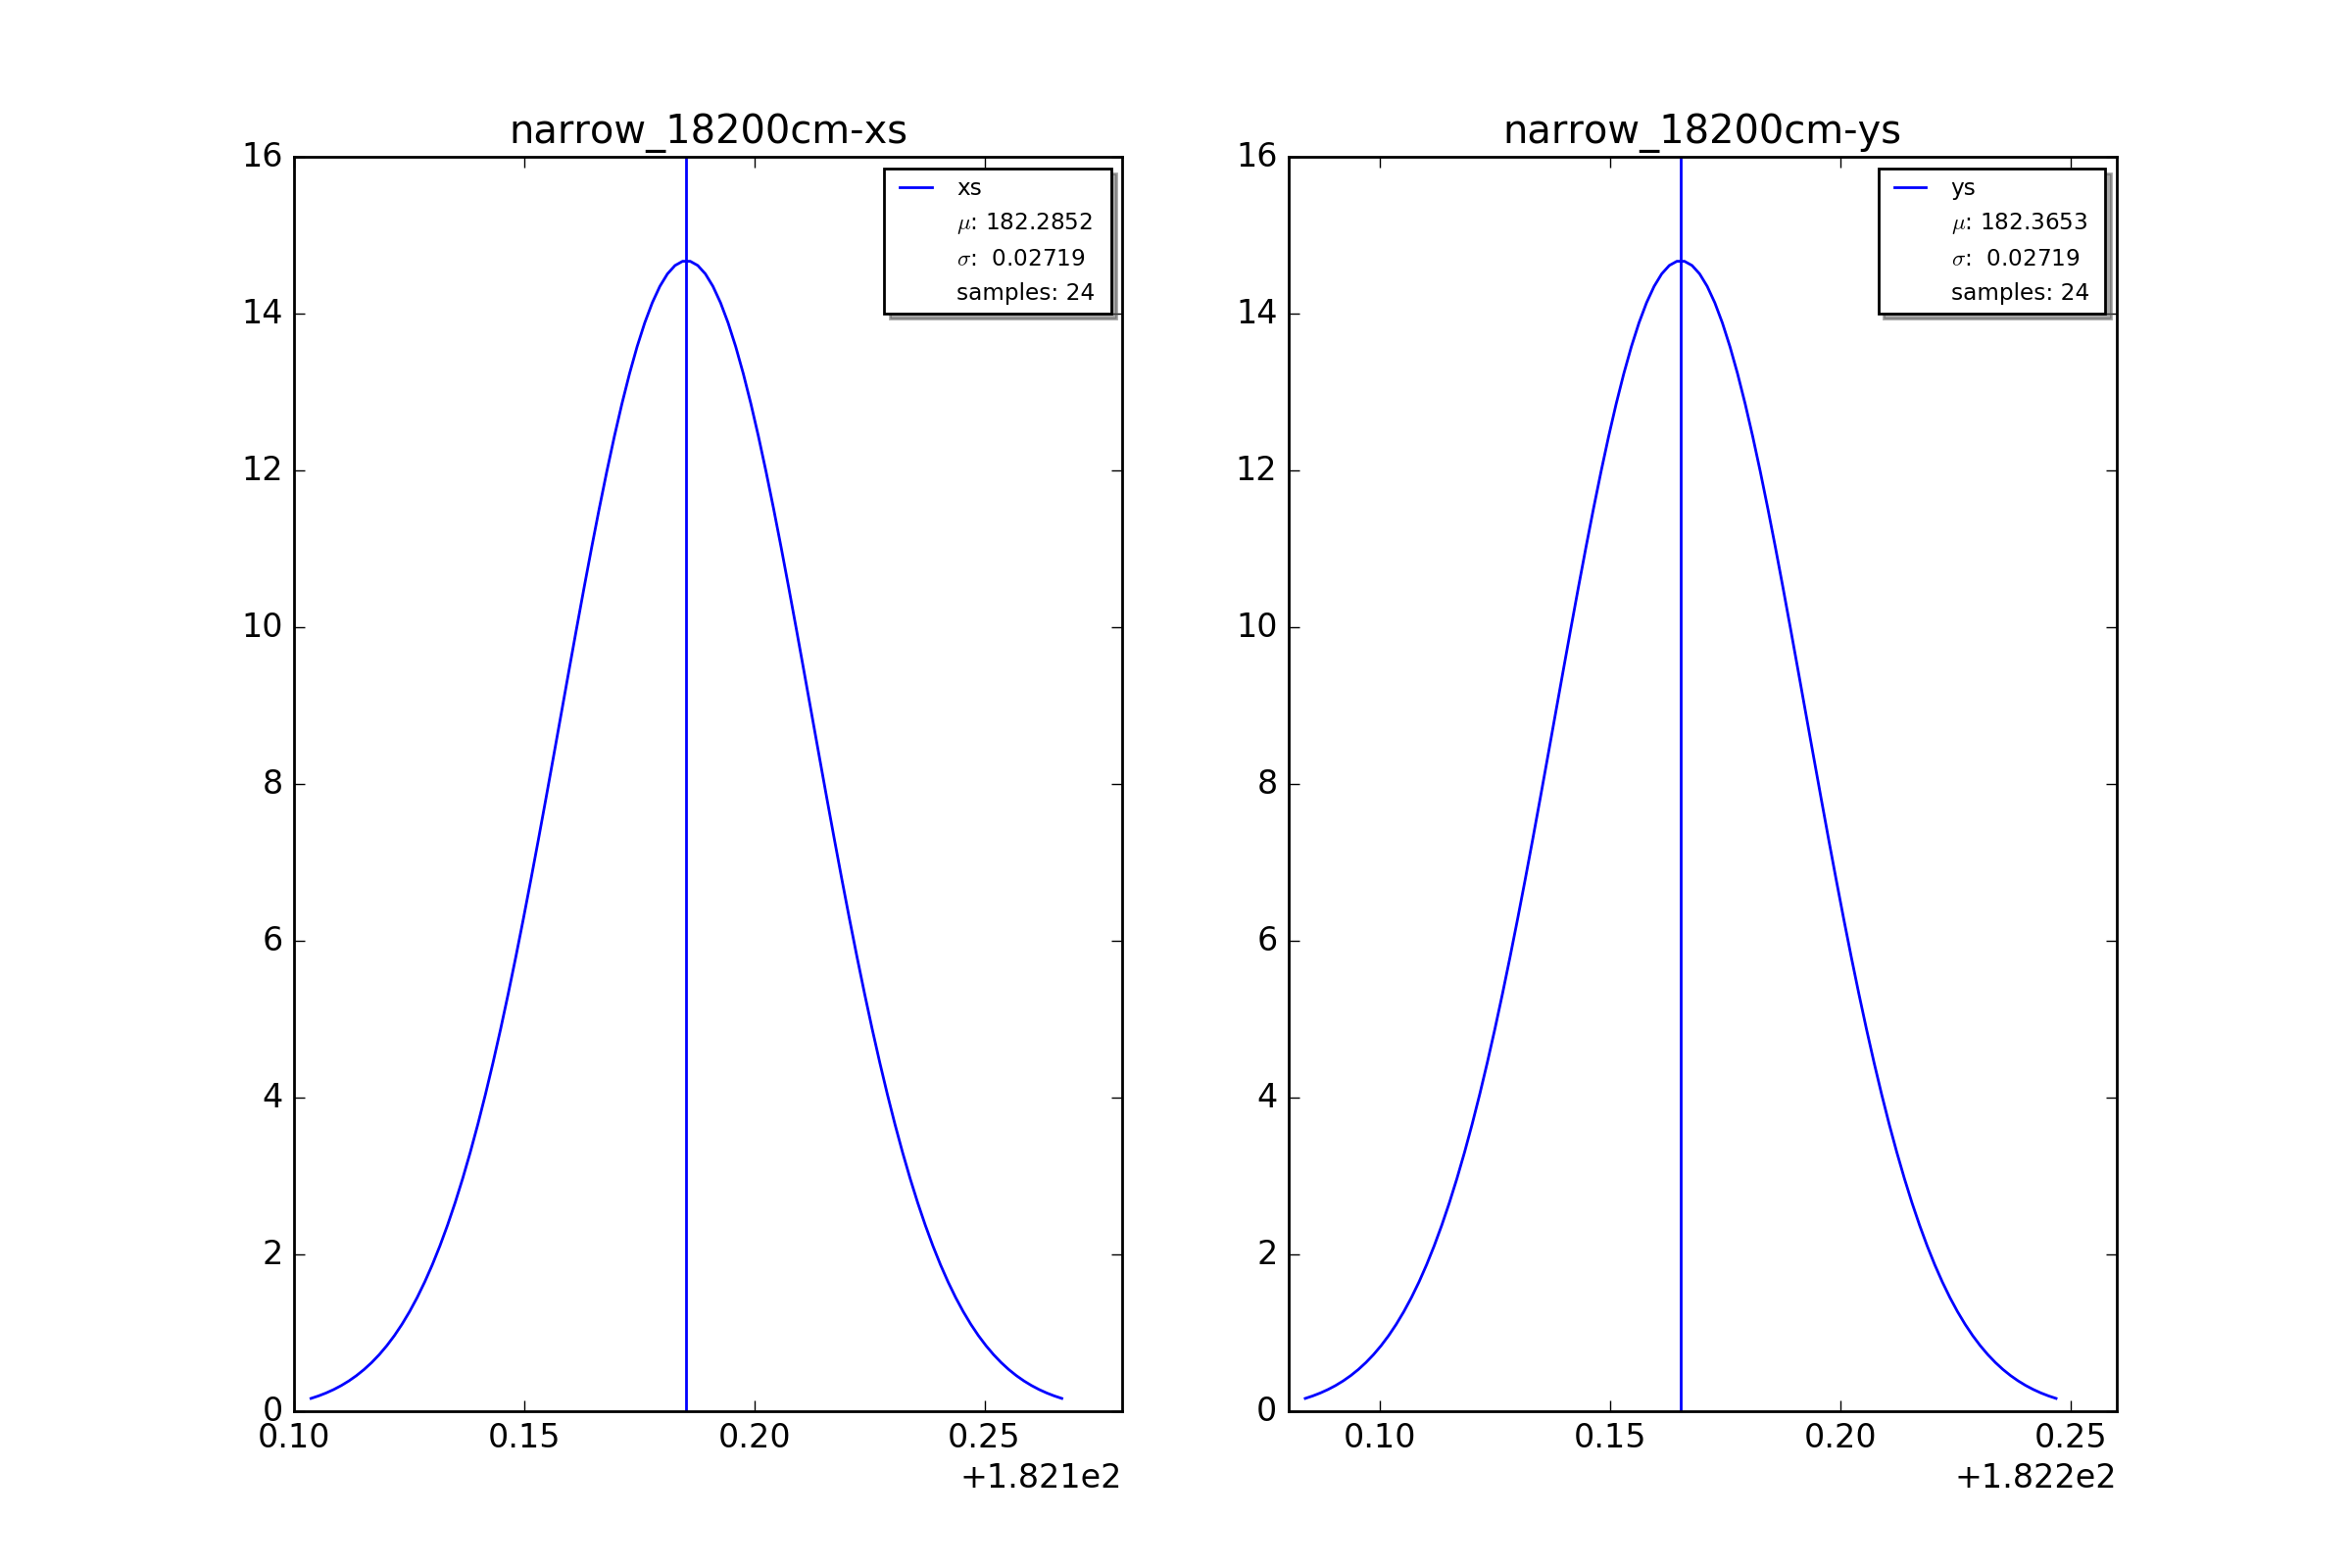 narrow_18200cm-xs
16
14
12
10
8
6
4
2
0
0.10 0.15 0.20 0.25
+1.821e2
xs
μ: 182.2852
σ: 0.02719
samples: 24
narrow_18200cm-ys
16
14
12
10
8
6
4
2
0
0.10 0.15 0.20 0.25
+1.822e2
ys
μ: 182.3653
σ: 0.02719
samples: 24